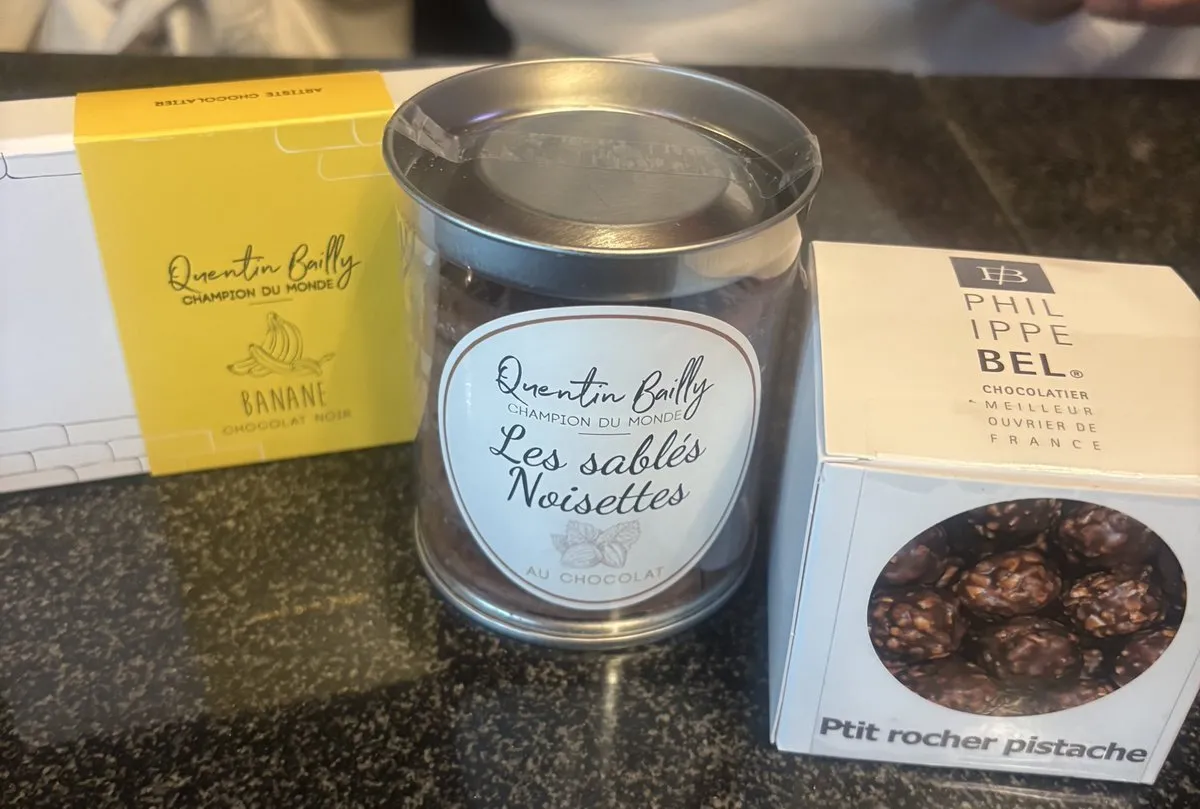 ARTISTE CHOCOLATIER
Quentin Bailly
CHAMPION DU MONDE
BANANE
CHOCOLAT NOIR
Quentin Bailly
CHAMPION DU MONDE
Les sablés
Noisettes
AU CHOCOLAT
PHIL
IPPE
BEL®
CHOCOLATIER
MEILLEUR
OUVRIER DE
FRANCE
Ptit rocher pistache